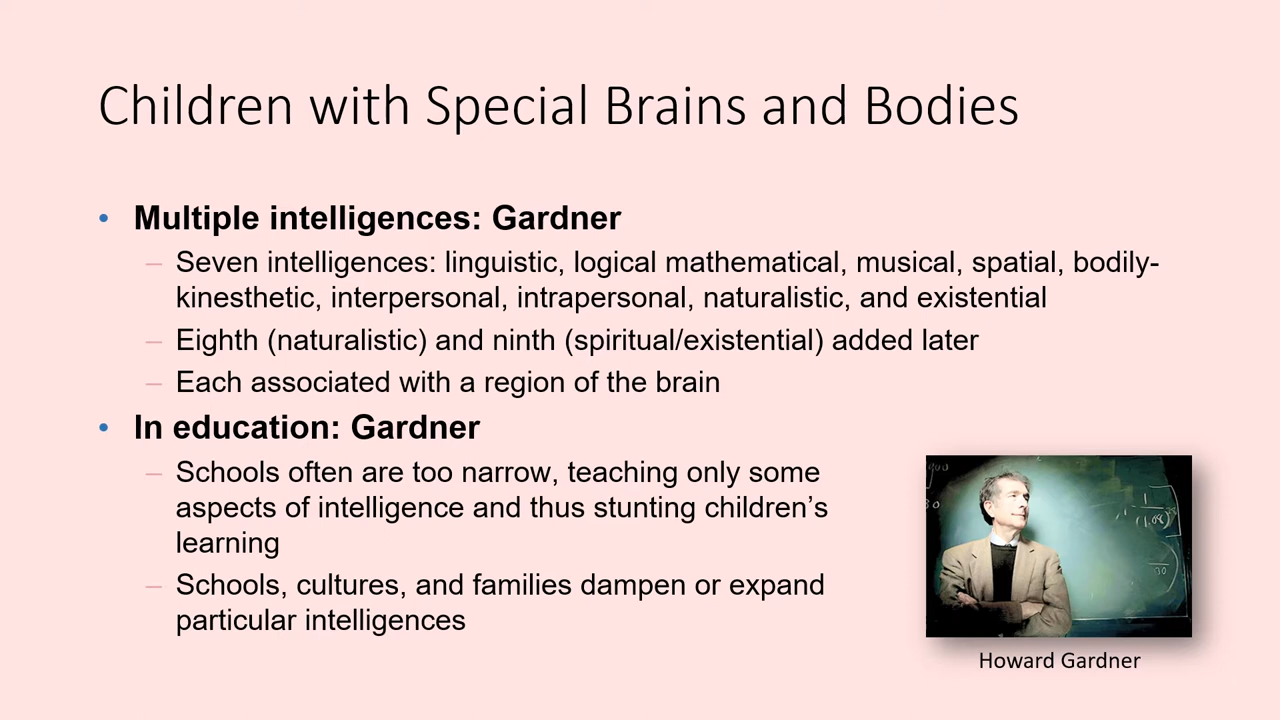 Children with Special Brains and Bodies
• Multiple intelligences: Gardner
– Seven intelligences: linguistic, logical mathematical, musical, spatial, bodily-
kinesthetic, interpersonal, intrapersonal, naturalistic, and existential
– Eighth (naturalistic) and ninth (spiritual/existential) added later
– Each associated with a region of the brain
• In education: Gardner
– Schools often are too narrow, teaching only some
aspects of intelligence and thus stunting children’s
learning
– Schools, cultures, and families dampen or expand
particular intelligences
Howard Gardner